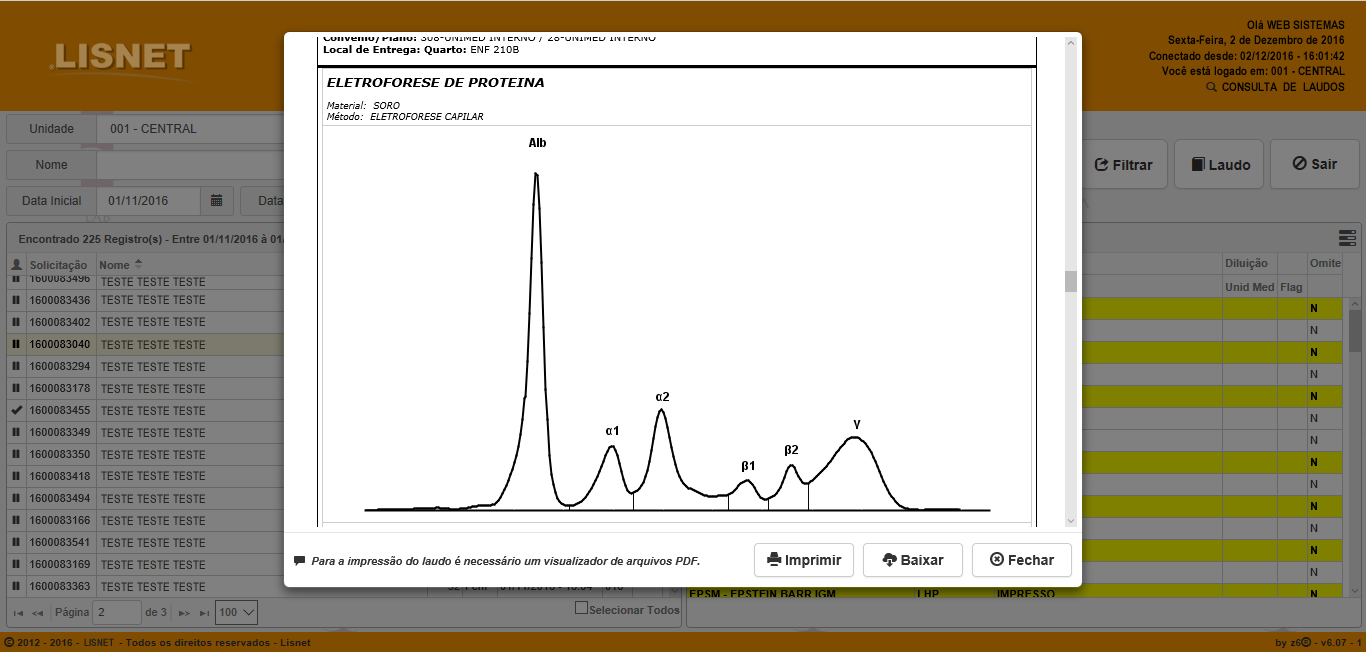 .LISNET
Olá WEB SISTEMAS
Sexta-Feira, 2 de Dezembro de 2016
Conectado desde: 02/12/2016 - 16:01:42
Você está logado em: 001 - CENTRAL
CONSULTA DE LAUDOS
Unidade 001 - CENTRAL
Nome
Data Inicial 01/11/2016 Data
Filtrar Laudo Sair
Encontrado 225 Registro(s) - Entre 01/11/2016 à 01/
Solicitação Nome
1600083496 TESTE TESTE TESTE
1600083436 TESTE TESTE TESTE
1600083402 TESTE TESTE TESTE
1600083040 TESTE TESTE TESTE
1600083294 TESTE TESTE TESTE
1600083178 TESTE TESTE TESTE
1600083455 TESTE TESTE TESTE
1600083349 TESTE TESTE TESTE
1600083350 TESTE TESTE TESTE
1600083418 TESTE TESTE TESTE
1600083494 TESTE TESTE TESTE
1600083166 TESTE TESTE TESTE
1600083541 TESTE TESTE TESTE
1600083169 TESTE TESTE TESTE
1600083363 TESTE TESTE TESTE
Página 2 de 3 100
Selecionar Todos
Convênio/Plano: 308-UNIMED INTERNO / 28-UNIMED INTERNO
Local de Entrega: Quarto: ENF 210B
ELETROFORESE DE PROTEINA
Material: SORO
Método: ELETROFORESE CAPILAR
Alb
α1
α2
β1
β2
γ
Para a impressão do laudo é necessário um visualizador de arquivos PDF.
Imprimir Baixar Fechar
Diluição Omite
Unid Med Flag
N
N
N
N
N
N
N
N
N
N
N
N
N
EPSM - EPSTEIN BARR IGM LHP IMPRESSO N
© 2012 - 2016 - LISNET - Todos os direitos reservados - Lisnet
by z6© - v6.07 - 1